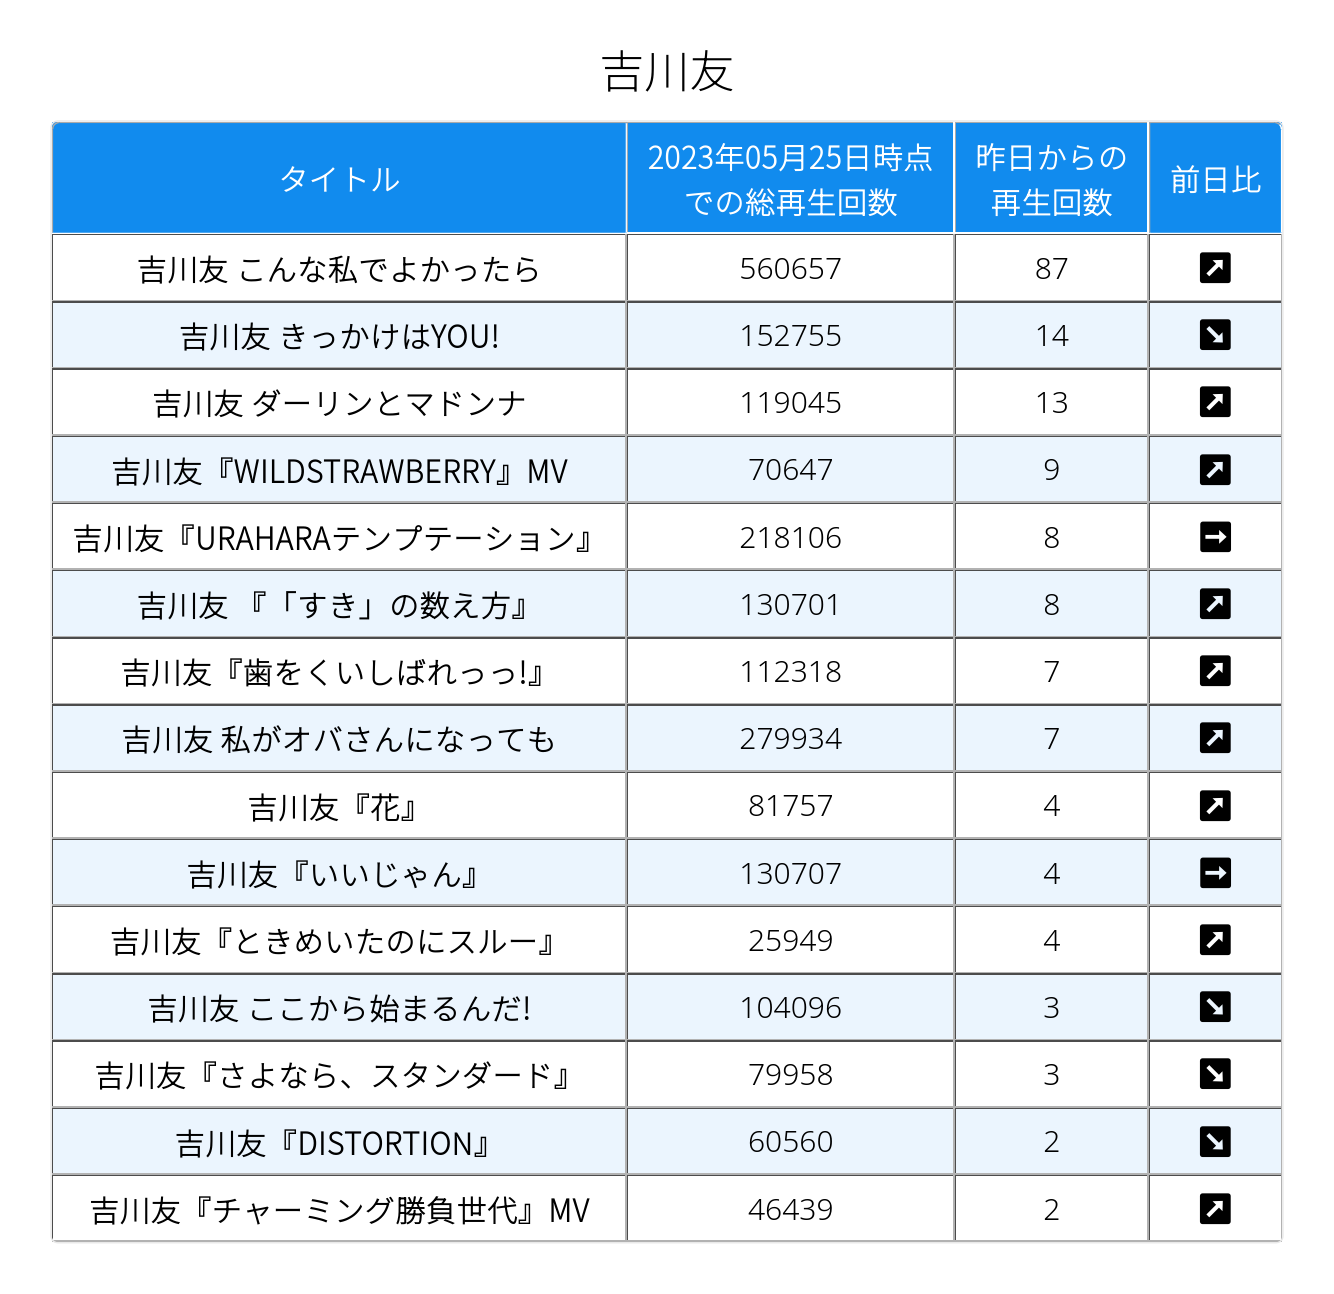 吉川友
タイトル
2023年05月25日時点
での総再生回数
昨日からの
再生回数
前日比
吉川友 こんな私でよかったら 560657 87 ↗
吉川友 きっかけはYOU! 152755 14 ↘
吉川友 ダーリンとマドンナ 119045 13 ↗
吉川友『WILDSTRAWBERRY』MV 70647 9 ↗
吉川友『URAHARAテンプテーション』 218106 8 →
吉川友 『「すき」の数え方』 130701 8 ↗
吉川友『歯をくいしばれっっ!』 112318 7 ↗
吉川友 私がオバさんになっても 279934 7 ↗
吉川友『花』 81757 4 ↗
吉川友『いいじゃん』 130707 4 →
吉川友『ときめいたのにスルー』 25949 4 ↗
吉川友 ここから始まるんだ! 104096 3 ↘
吉川友『さよなら、スタンダード』 79958 3 ↘
吉川友『DISTORTION』 60560 2 ↘
吉川友『チャーミング勝負世代』MV 46439 2 ↗